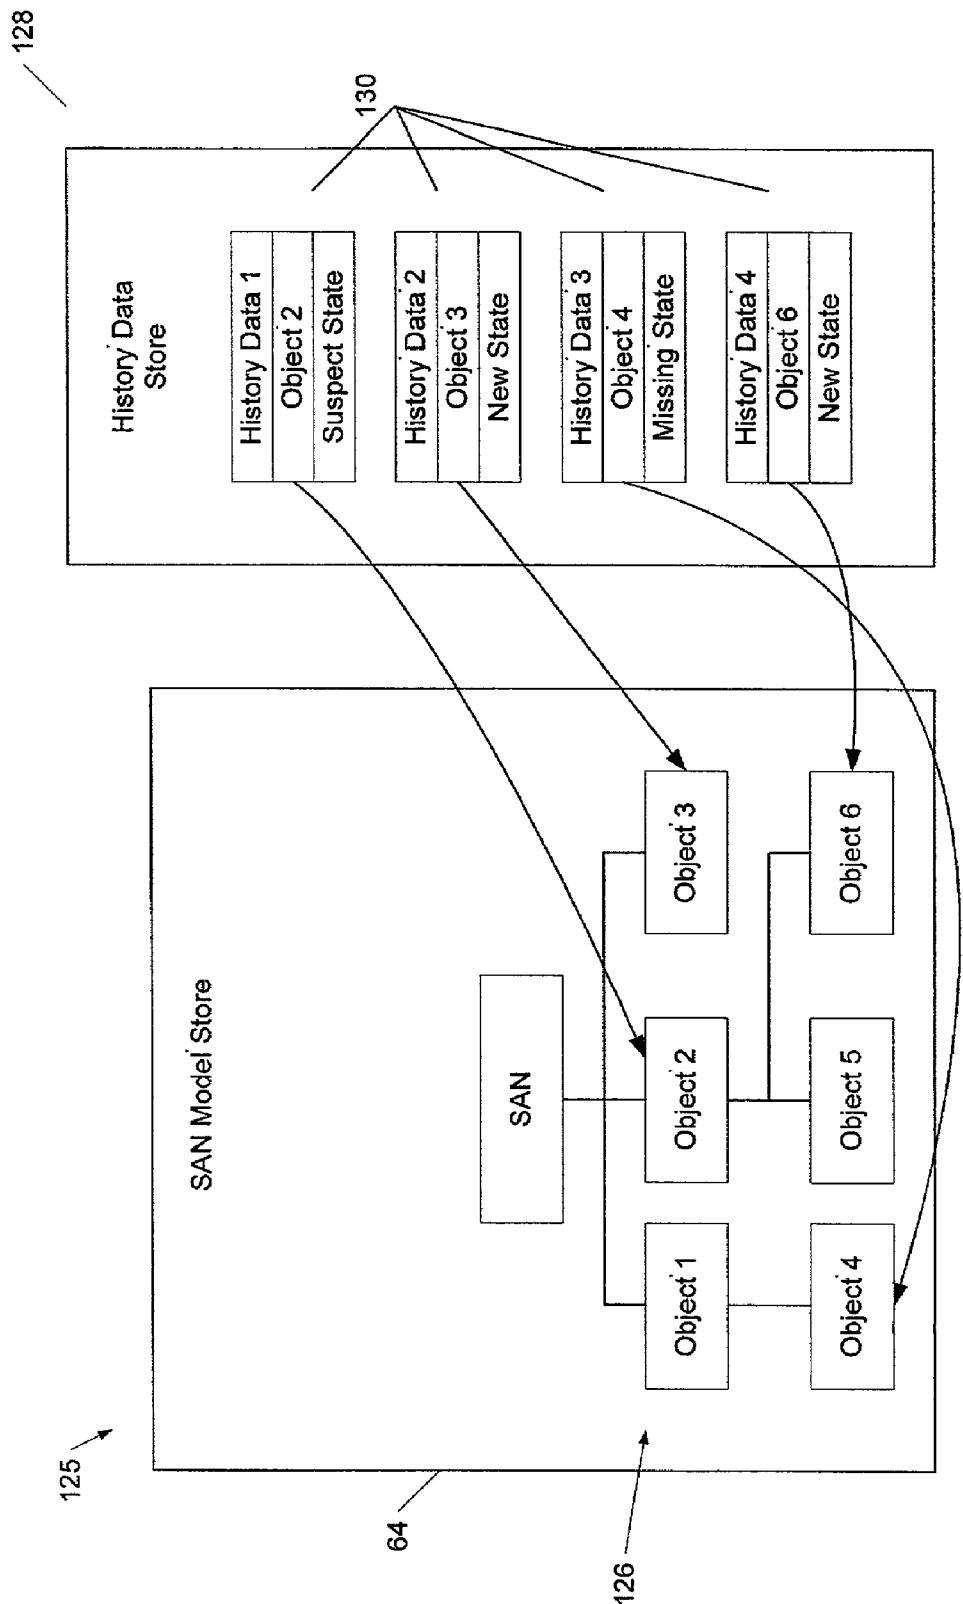 125
128
SAN Model Store
64
SAN
Object 1
Object 2
Object 3
Object 4
Object 5
Object 6
126
History Data
Store
130
History Data 1
Object 2
Suspect State
History Data 2
Object 3
New State
History Data 3
Object 4
Missing State
History Data 4
Object 6
New State